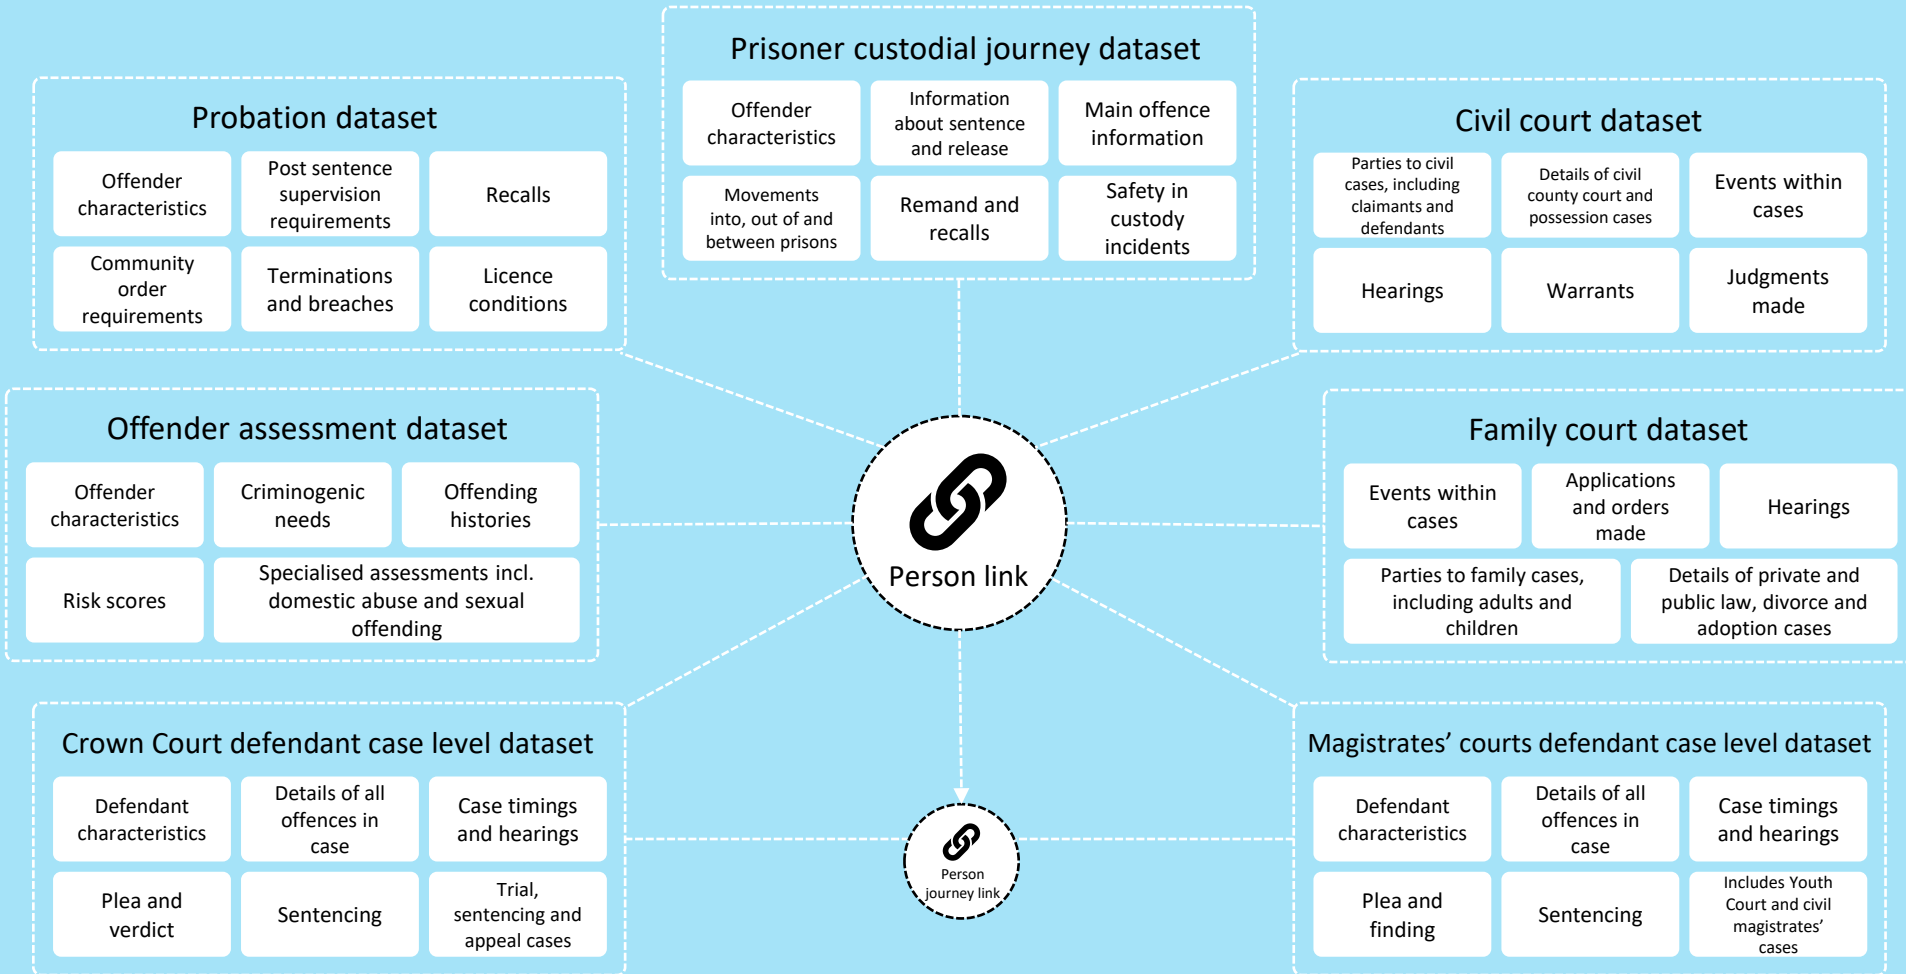 Prisoner custodial journey dataset
Offender
characteristics
Information
about sentence
and release
Main offence
information
Movements
into, out of and
between prisons
Remand and
recalls
Safety in
custody
incidents
Probation dataset
Offender
characteristics
Post sentence
supervision
requirements
Recalls
Community
order
requirements
Terminations
and breaches
Licence
conditions
Civil court dataset
Parties to civil
cases, including
claimants and
defendants
Details of civil
county court and
possession cases
Events within
cases
Hearings
Warrants
Judgments
made
Offender assessment dataset
Offender
characteristics
Criminogenic
needs
Offending
histories
Risk scores
Specialised assessments incl.
domestic abuse and sexual
offending
Person link
Family court dataset
Events within
cases
Applications
and orders
made
Hearings
Parties to family cases,
including adults and
children
Details of private and
public law, divorce and
adoption cases
Crown Court defendant case level dataset
Defendant
characteristics
Details of all
offences in
case
Case timings
and hearings
Plea and
verdict
Sentencing
Trial,
sentencing and
appeal cases
Person
journey link
Magistrates’ courts defendant case level dataset
Defendant
characteristics
Details of all
offences in
case
Case timings
and hearings
Plea and
finding
Sentencing
Includes Youth
Court and civil
magistrates’
cases